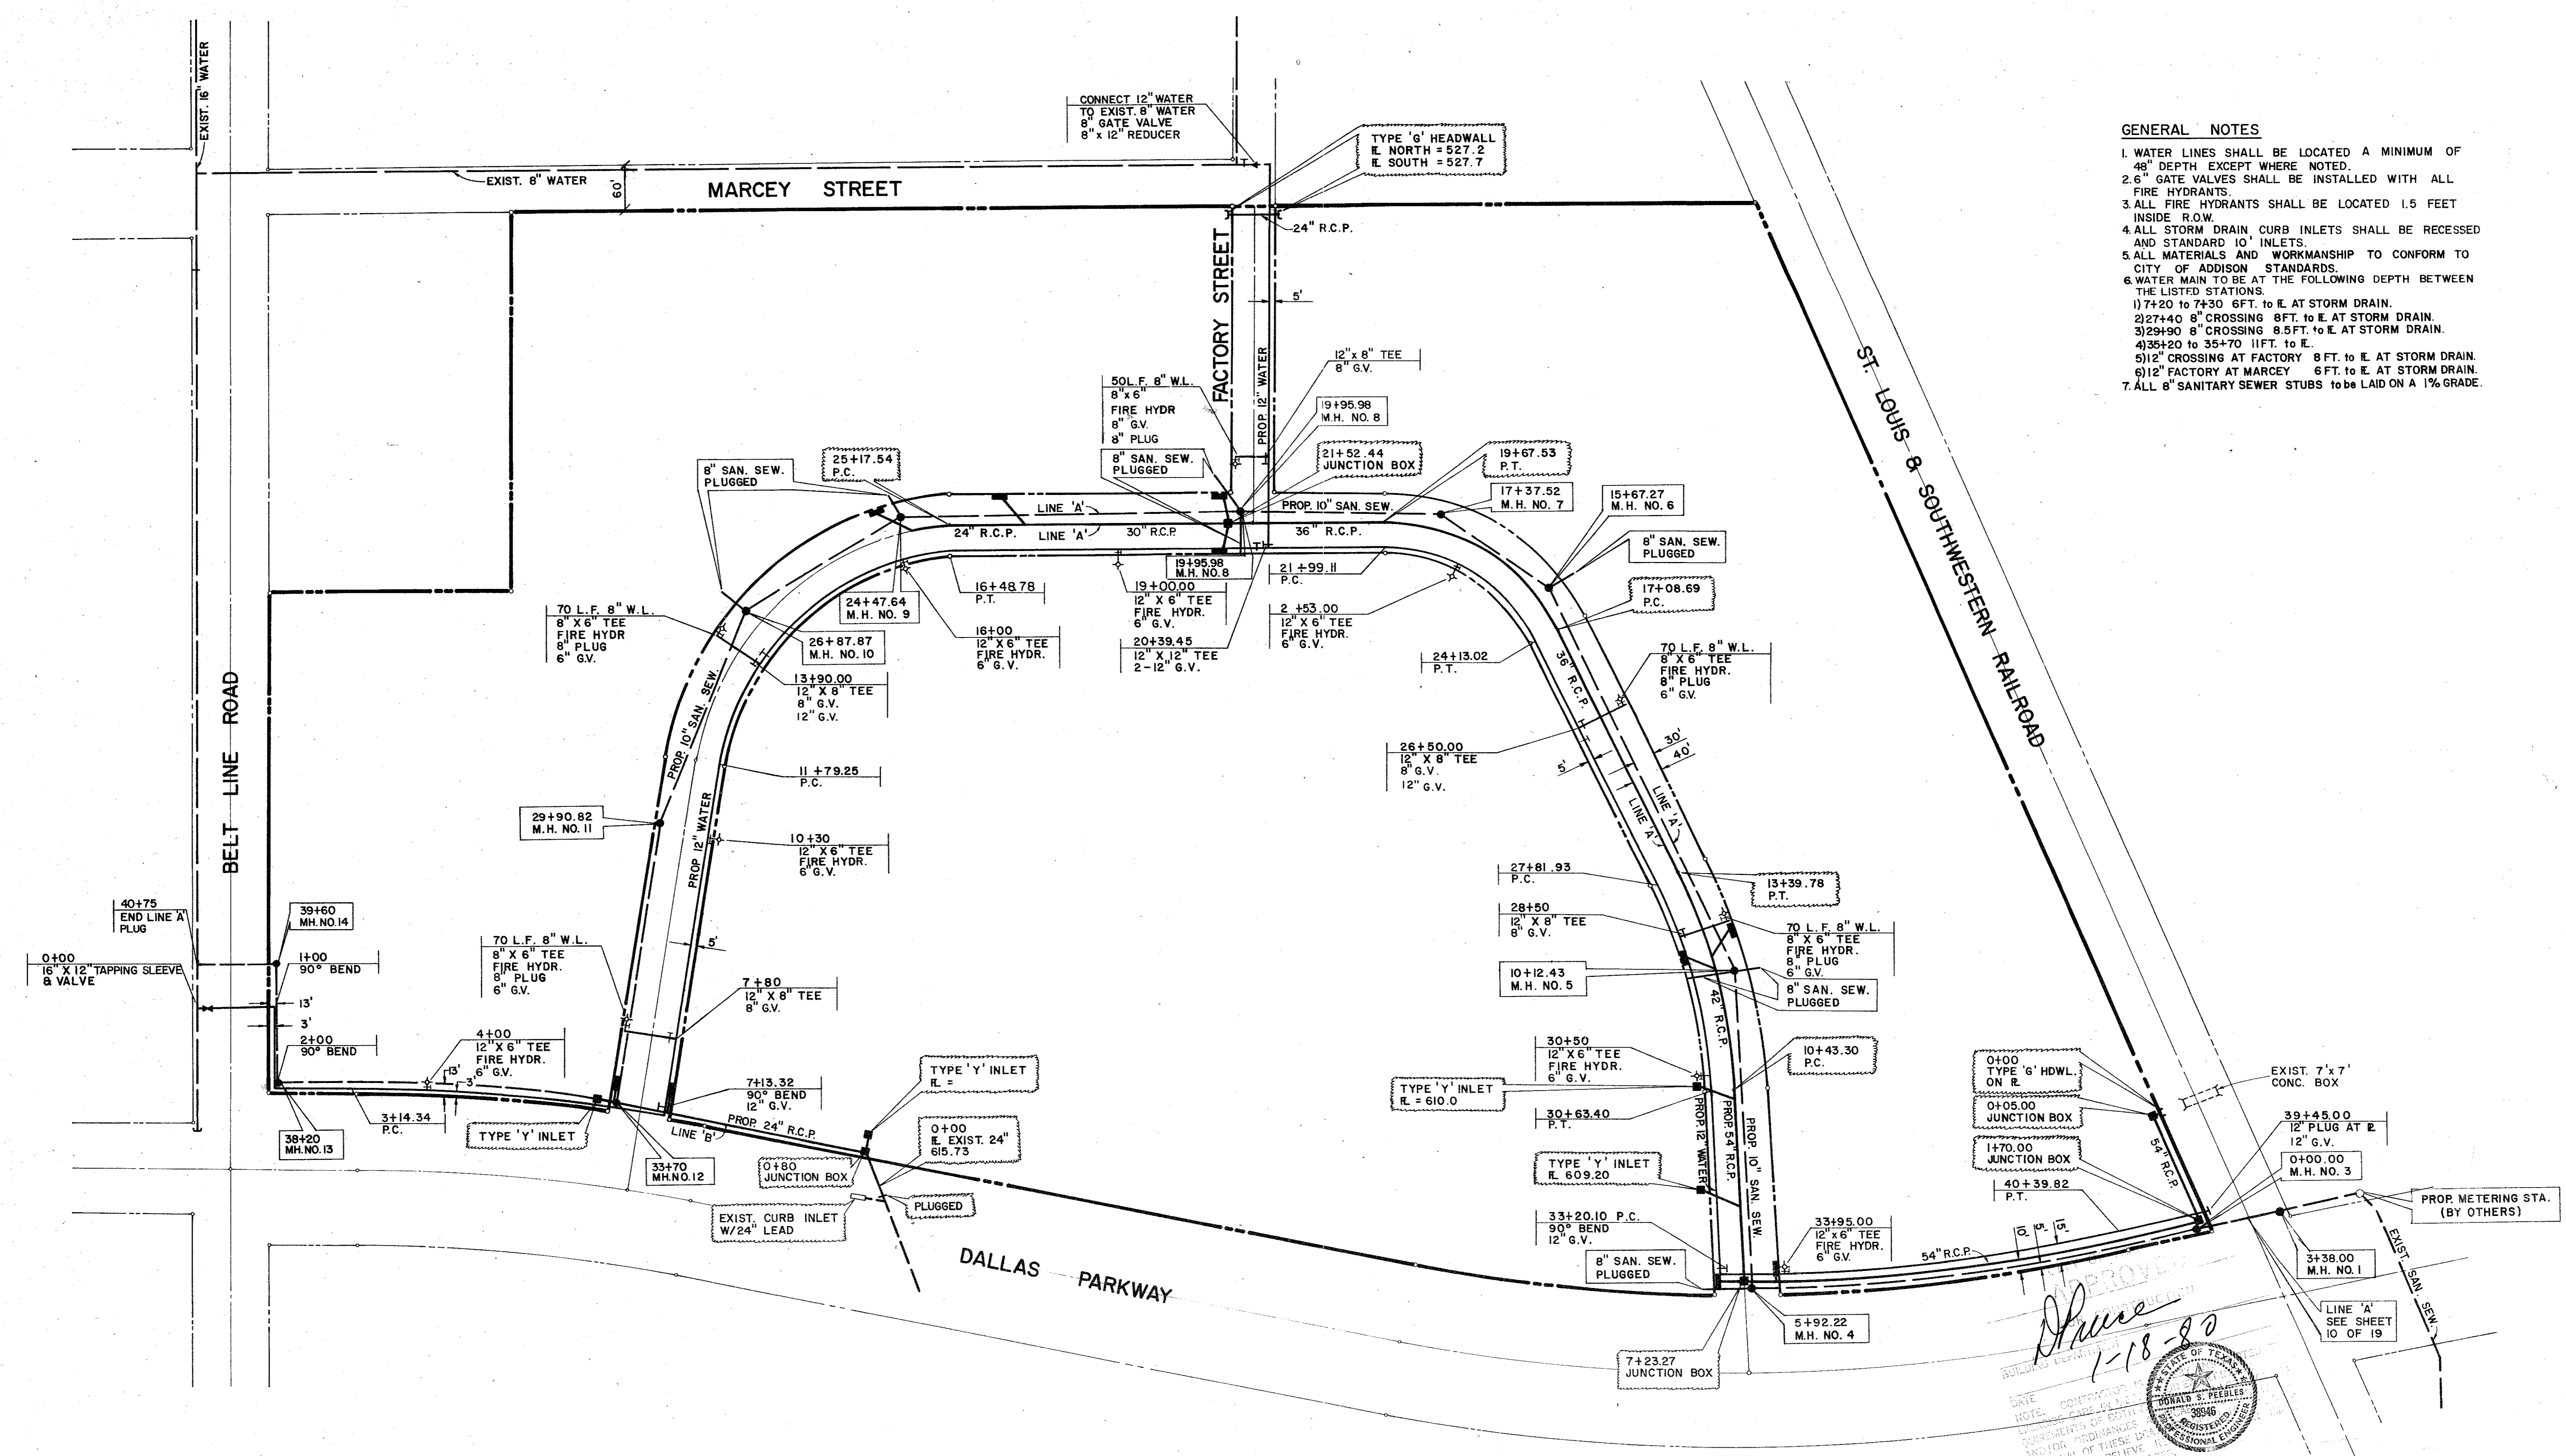 EXIST. 16" WATER
CONNECT 12" WATER
TO EXIST. 8" WATER
8" GATE VALVE
8" x 12" REDUCER
TYPE 'G' HEADWALL
℄ NORTH = 527.2
℄ SOUTH = 527.7
EXIST. 8" WATER
60'
MARCEY STREET
24" R.C.P.
FACTORY STREET
5'
PROP. 12" WATER
GENERAL NOTES
1. WATER LINES SHALL BE LOCATED A MINIMUM OF
48" DEPTH EXCEPT WHERE NOTED.
2. 6" GATE VALVES SHALL BE INSTALLED WITH ALL
FIRE HYDRANTS.
3. ALL FIRE HYDRANTS SHALL BE LOCATED 1.5 FEET
INSIDE R.O.W.
4. ALL STORM DRAIN CURB INLETS SHALL BE RECESSED
AND STANDARD 10' INLETS.
5. ALL MATERIALS AND WORKMANSHIP TO CONFORM TO
CITY OF ADDISON STANDARDS.
6. WATER MAIN TO BE AT THE FOLLOWING DEPTH BETWEEN
THE LISTED STATIONS.
1) 7+20 to 7+30 6FT. to ℄ AT STORM DRAIN.
2) 27+40 8" CROSSING 8FT. to ℄ AT STORM DRAIN.
3) 29+90 8" CROSSING 8.5FT. to ℄ AT STORM DRAIN.
4) 35+20 to 35+70 11FT. to ℄.
5) 12" CROSSING AT FACTORY 8 FT. to ℄ AT STORM DRAIN.
6) 12" FACTORY AT MARCEY 6 FT. to ℄ AT STORM DRAIN.
7. ALL 8" SANITARY SEWER STUBS to be LAID ON A 1% GRADE.
ST. LOUIS & SOUTHWESTERN RAILROAD
12" x 8" TEE
8" G.V.
50 L.F. 8" W.L.
8" x 6"
FIRE HYDR
8" G.V.
8" PLUG
19+95.98
M.H. NO. 8
8" SAN. SEW.
PLUGGED
21+52.44
JUNCTION BOX
19+67.53
P.T.
25+17.54
P.C.
8" SAN. SEW.
PLUGGED
17+37.52
M.H. NO. 7
15+67.27
M.H. NO. 6
8" SAN. SEW.
PLUGGED
LINE 'A'
PROP. 10" SAN. SEW.
24" R.C.P.
LINE 'A'
30" R.C.P.
36" R.C.P.
19+95.98
M.H. NO. 8
21 +99.11
P.C.
16+48.78
P.T.
24+47.64
M.H. NO. 9
19+00.00
12" X 6" TEE
FIRE HYDR.
6" G.V.
2 +53.00
12" X 6" TEE
FIRE HYDR.
6" G.V.
17+08.69
P.C.
70 L.F. 8" W.L.
8" X 6" TEE
FIRE HYDR
8" PLUG
6" G.V.
26+87.87
M.H. NO. 10
16+00
12" X 6" TEE
FIRE HYDR.
6" G.V.
20+39.45
12" X 12" TEE
2-12" G.V.
24+13.02
P.T.
36" R.C.P.
70 L.F. 8" W.L.
8" X 6" TEE
FIRE HYDR.
8" PLUG
6" G.V.
PROP. 10" SAN. SEW.
13+90.00
12" X 8" TEE
8" G.V.
12" G.V.
30'
40'
5'
26+50.00
12" X 8" TEE
8" G.V.
12" G.V.
BELT LINE ROAD
11 +79.25
P.C.
PROP 12" WATER
LINE 'A'
LINE 'A'
29+90.82
M.H. NO. 11
10+30
12" X 6" TEE
FIRE HYDR.
6" G.V.
27+81.93
P.C.
13+39.78
P.T.
40+75
END LINE 'A'
PLUG
39+60
MH. NO. 14
28+50
12" X 8" TEE
8" G.V.
70 L.F. 8" W.L.
8" X 6" TEE
FIRE HYDR.
8" PLUG
6" G.V.
5'
70 L.F. 8" W.L.
8" X 6" TEE
FIRE HYDR.
8" PLUG
6" G.V.
0+00
16" X 12" TAPPING SLEEVE
& VALVE
1+00
90° BEND
13'
3'
7+80
12" X 8" TEE
8" G.V.
10+12.43
M.H. NO. 5
8" SAN. SEW.
PLUGGED
42" R.C.P.
2+00
90° BEND
4+00
12" X 6" TEE
FIRE HYDR.
6" G.V.
13'
3'
30+50
12" X 6" TEE
FIRE HYDR.
6" G.V.
10+43.30
P.C.
0+00
TYPE 'G' HDWL.
ON ℄
EXIST. 7' x 7'
CONC. BOX
TYPE 'Y' INLET
℄ =
7+13.32
90° BEND
12" G.V.
TYPE 'Y' INLET
℄ = 610.0
0+05.00
JUNCTION BOX
39+45.00
12" PLUG AT ℄
12" G.V.
3+14.34
P.C.
30+63.40
P.T.
PROP. 12" WATER
PROP. 54" R.C.P.
PROP. 10" SAN. SEW.
54" R.C.P.
38+20
MH. NO. 13
TYPE 'Y' INLET
LINE 'B'
PROP. 24" R.C.P.
0+00
℄ EXIST. 24"
615.73
1+70.00
JUNCTION BOX
0+00.00
M.H. NO. 3
33+70
MH. NO. 12
0+80
JUNCTION BOX
TYPE 'Y' INLET
℄ 609.20
40+39.82
P.T.
PROP. METERING STA.
(BY OTHERS)
PLUGGED
EXIST. CURB INLET
W/24" LEAD
33+20.10 P.C.
90° BEND
12" G.V.
33+95.00
12" x 6" TEE
FIRE HYDR.
6" G.V.
10'
5'
15'
54" R.C.P.
EXIST. SAN. SEW.
8" SAN. SEW.
PLUGGED
DALLAS PARKWAY
3+38.00
M.H. NO. 1
5+92.22
M.H. NO. 4
LINE 'A'
SEE SHEET
10 OF 19
7+23.27
JUNCTION BOX
APPROVED
1-18-80
STATE OF TEXAS
DONALD S. PEEBLES
38946
REGISTERED
PROFESSIONAL ENGINEER